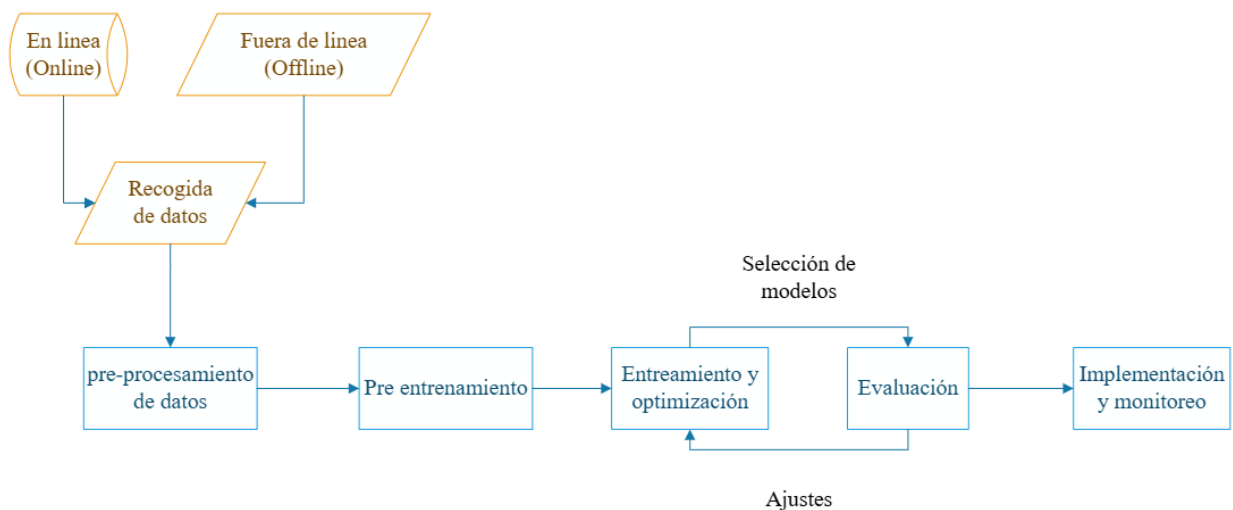 En linea
(Online)
Fuera de linea
(Offline)
Recogida
de datos
Selección de
modelos
pre-procesamiento
de datos
Pre entrenamiento
Entreamiento y
optimización
Evaluación
Implementación
y monitoreo
Ajustes